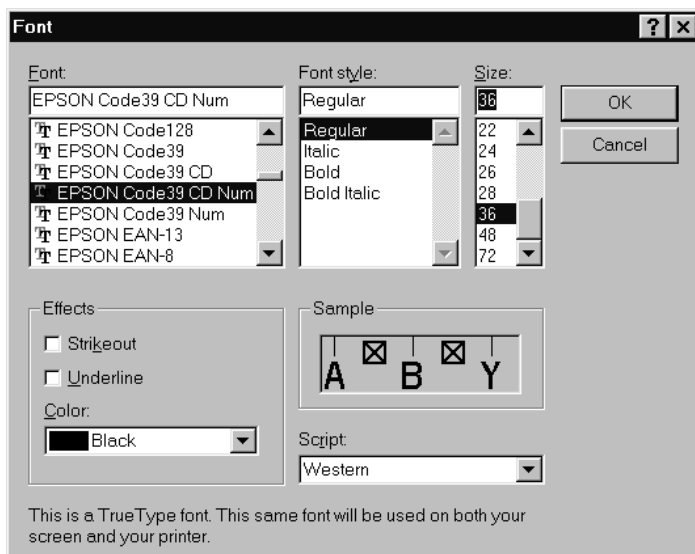 Font
Font:
EPSON Code39 CD Num
EPSON Code128
EPSON Code39
EPSON Code39 CD
EPSON Code39 CD Num
EPSON Code39 Num
EPSON EAN-13
EPSON EAN-8
Font style:
Regular
Regular
Italic
Bold
Bold Italic
Size:
36
22
24
26
28
36
48
72
OK
Cancel
Effects
Strikeout
Underline
Color:
Black
Sample
A B Y
Script:
Western
This is a TrueType font. This same font will be used on both your
screen and your printer.